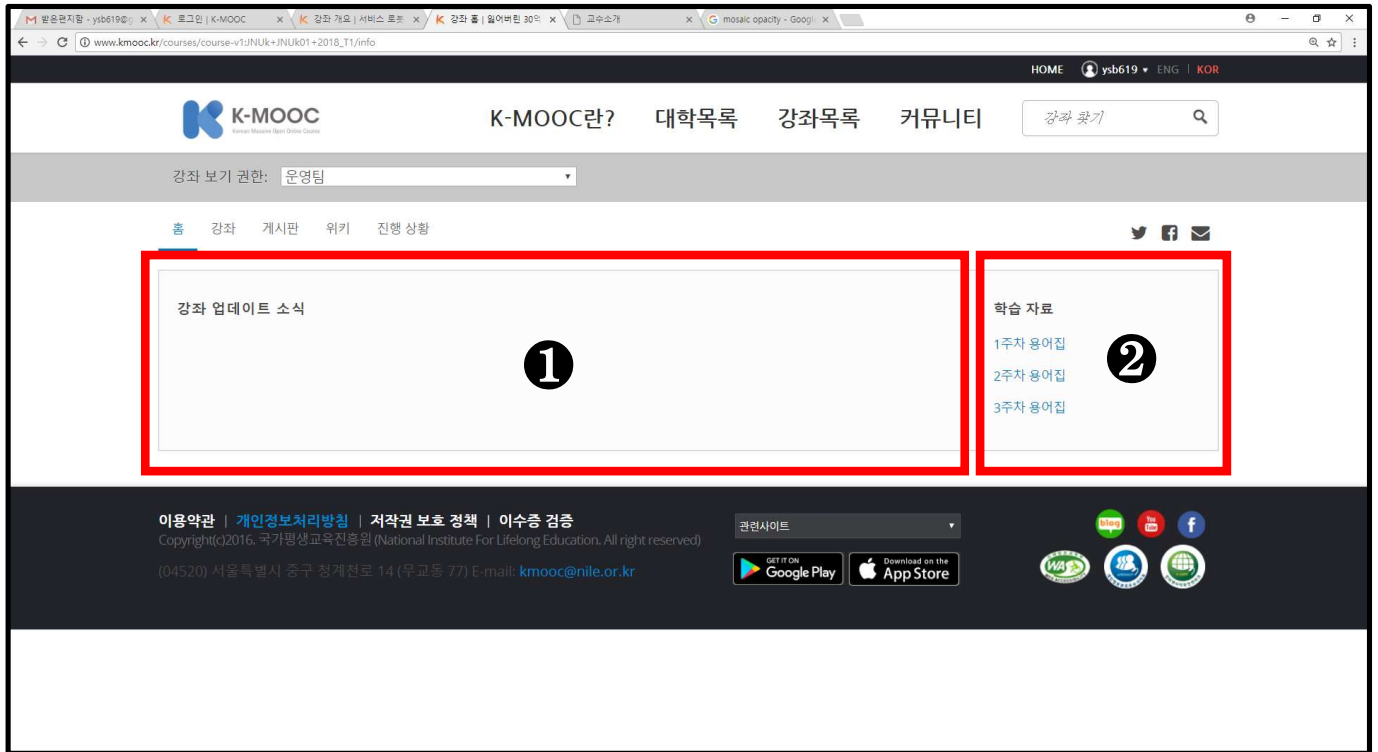 받은편지함 - ysb619@g
로그인 | K-MOOC
강좌 개요 | 서비스 로봇
강좌 홈 | 잃어버린 30억
교수소개
mosaic opacity - Googl
www.kmooc.kr/courses/course-v1:JNUk+JNUk01+2018_T1/info
HOME ysb619 ▾ ENG | KOR
K-MOOC
Korean Massive Open Online Course
K-MOOC란? 대학목록 강좌목록 커뮤니티 강좌 찾기
강좌 보기 권한: 운영팀
홈 강좌 게시판 위키 진행 상황
강좌 업데이트 소식
❶
학습 자료
1주차 용어집
2주차 용어집
3주차 용어집
❷
이용약관 | 개인정보처리방침 | 저작권 보호 정책 | 이수증 검증
Copyright(c)2016. 국가평생교육진흥원 (National Institute For Lifelong Education. All right reserved)
(04520) 서울특별시 중구 청계천로 14 (무교동 77) E-mail: kmooc@nile.or.kr
관련사이트
GET IT ON
Google Play
Download on the
App Store
blog
You
Tube
f
WA